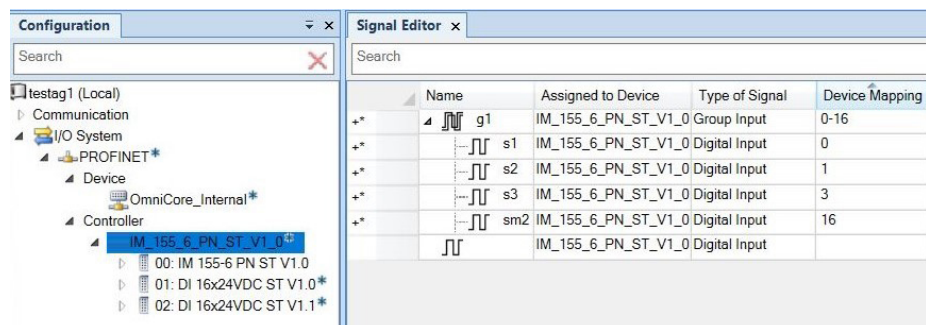 Configuration
Search
testag1 (Local)
Communication
I/O System
PROFINET*
Device
OmniCore_Internal*
Controller
IM_155_6_PN_ST_V1_0*
00: IM 155-6 PN ST V1.0
01: DI 16x24VDC ST V1.0*
02: DI 16x24VDC ST V1.1*
Signal Editor x
Search
Name Assigned to Device Type of Signal Device Mapping
+* g1 IM_155_6_PN_ST_V1_0 Group Input 0-16
+* s1 IM_155_6_PN_ST_V1_0 Digital Input 0
+* s2 IM_155_6_PN_ST_V1_0 Digital Input 1
+* s3 IM_155_6_PN_ST_V1_0 Digital Input 3
+* sm2 IM_155_6_PN_ST_V1_0 Digital Input 16
IM_155_6_PN_ST_V1_0 Digital Input